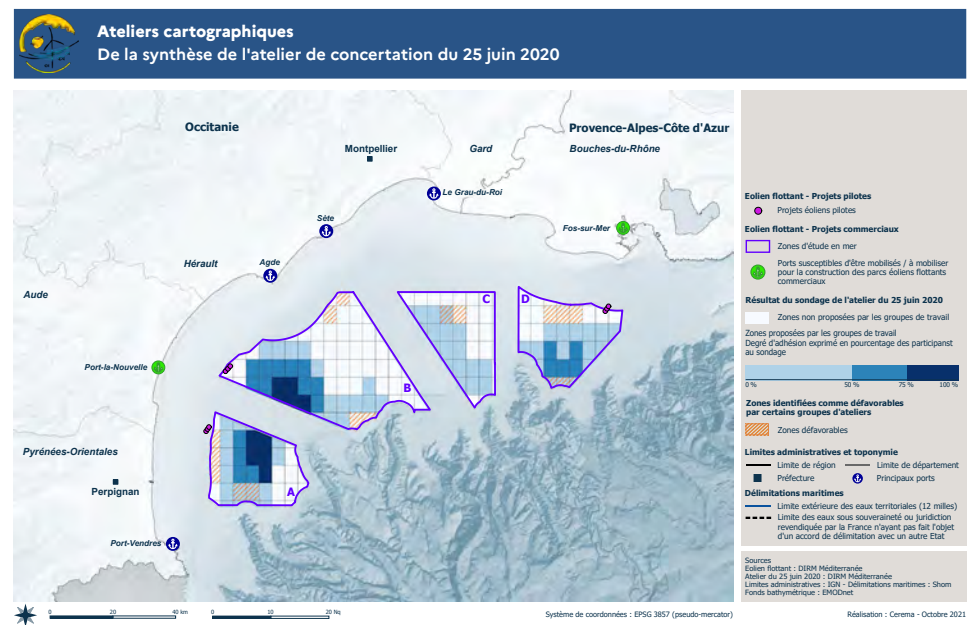 Ateliers cartographiques
De la synthèse de l'atelier de concertation du 25 juin 2020
Occitanie
Provence-Alpes-Côte d'Azur
Montpellier
Gard
Bouches-du-Rhône
Le Grau-du-Roi
Sète
Fos-sur-Mer
Hérault
Agde
Aude
C
D
Port-la-Nouvelle
B
Pyrénées-Orientales
A
Perpignan
Port-Vendres
Eolien flottant - Projets pilotes
Projets éoliens pilotes
Eolien flottant - Projets commerciaux
Zones d'étude en mer
Ports susceptibles d'être mobilisés / à mobiliser
pour la construction des parcs éoliens flottants
commerciaux
Résultat du sondage de l'atelier du 25 juin 2020
Zones non proposées par les groupes de travail
Zones proposées par les groupes de travail
Degré d'adhésion exprimé en pourcentage des participanst
au sondage
0 % 50 % 75 % 100 %
Zones identifiées comme défavorables
par certains groupes d'ateliers
Zones défavorables
Limites administratives et toponymie
Limite de région Limite de département
Préfecture Principaux ports
Délimitations maritimes
Limite extérieure des eaux territoriales (12 milles)
Limite des eaux sous souveraineté ou juridiction
revendiquée par la France n'ayant pas fait l'objet
d'un accord de délimitation avec un autre Etat
Sources
Eolien flottant : DIRM Méditerranée
Atelier du 25 juin 2020 : DIRM Méditerranée
Limites administratives : IGN - Délimitations maritimes : Shom
Fonds bathymétrique : EMODnet
0 20 40 km
0 10 20 Nq
Système de coordonnées : EPSG 3857 (pseudo-mercator)
Réalisation : Cerema - Octobre 2021